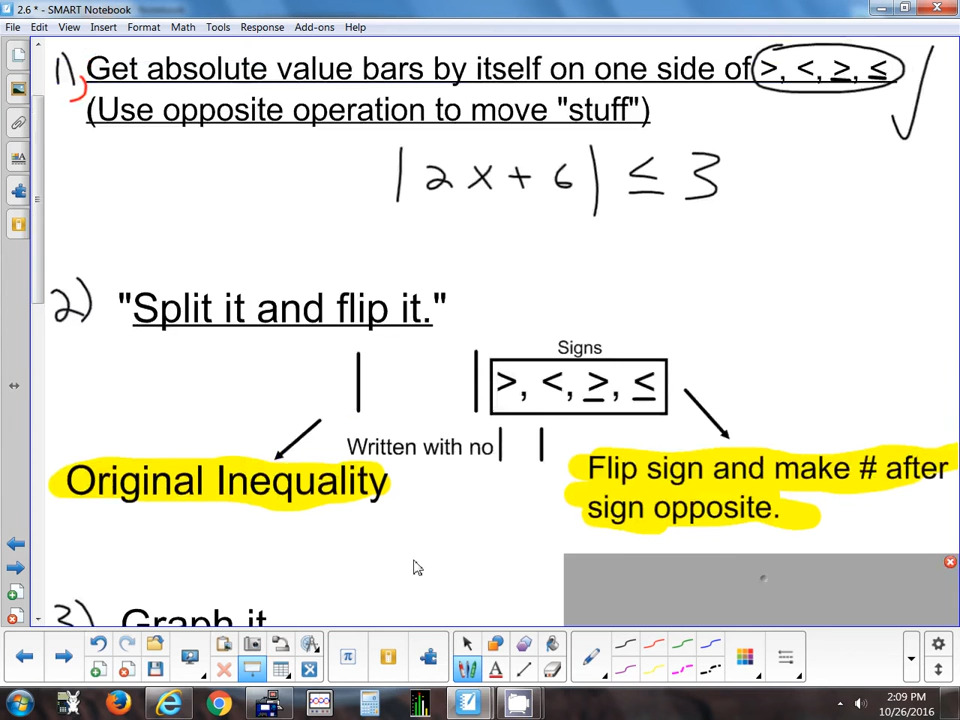 2.6 * - SMART Notebook
File Edit View Insert Format Math Tools Response Add-ons Help
1) Get absolute value bars by itself on one side of >, <, ≥, ≤
(Use opposite operation to move "stuff")
|2x+6| ≤ 3
2) "Split it and flip it."
Signs
| | >, <, ≥, ≤
Written with no | |
Original Inequality
Flip sign and make # after
sign opposite.
3) Graph it
2:09 PM
10/26/2016